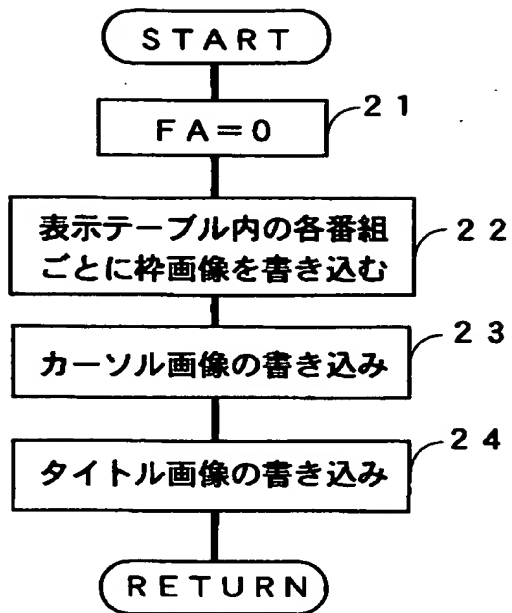 START
FA=0
21
表示テーブル内の各番組
ごとに枠画像を書き込む
22
カーソル画像の書き込み
23
タイトル画像の書き込み
24
RETURN